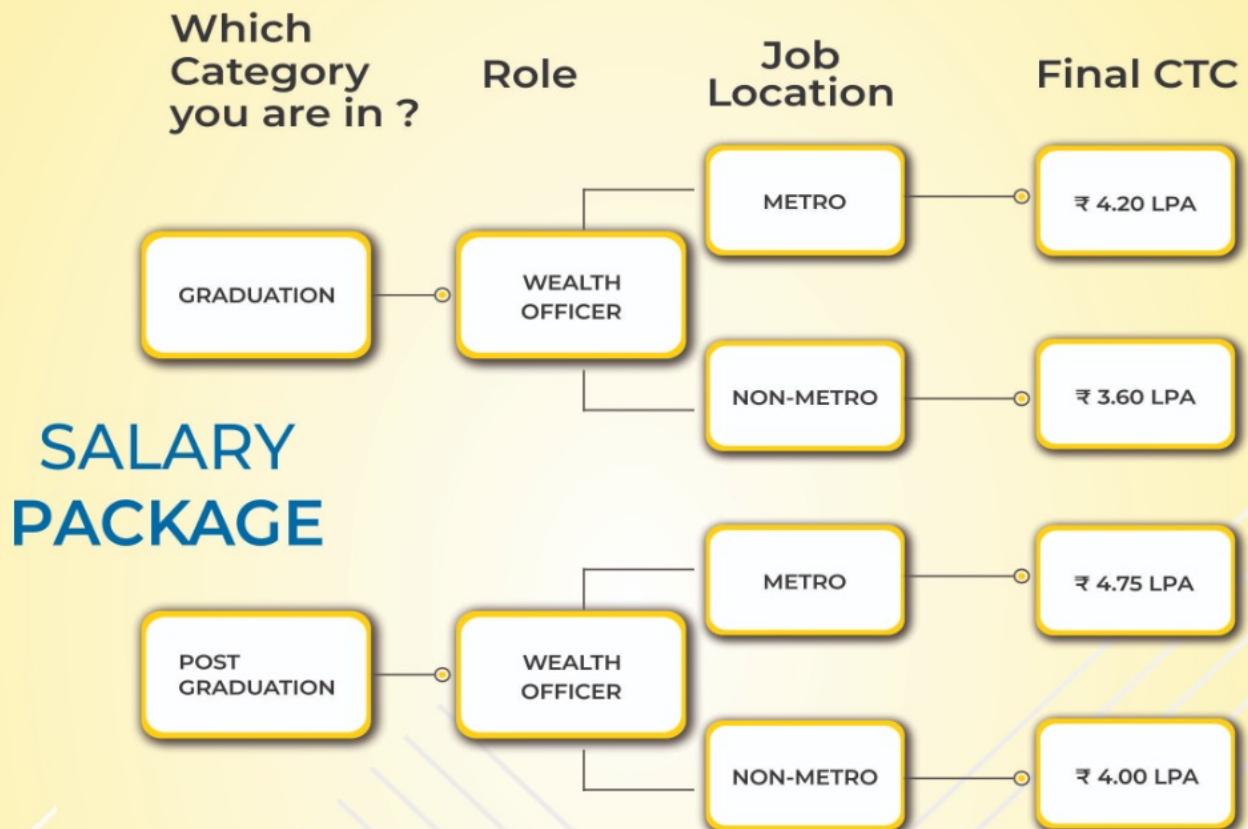 Which
Category
you are in ?
Role
Job
Location
Final CTC
METRO
₹ 4.20 LPA
GRADUATION
WEALTH
OFFICER
NON-METRO
₹ 3.60 LPA
SALARY
PACKAGE
METRO
₹ 4.75 LPA
POST
GRADUATION
WEALTH
OFFICER
NON-METRO
₹ 4.00 LPA